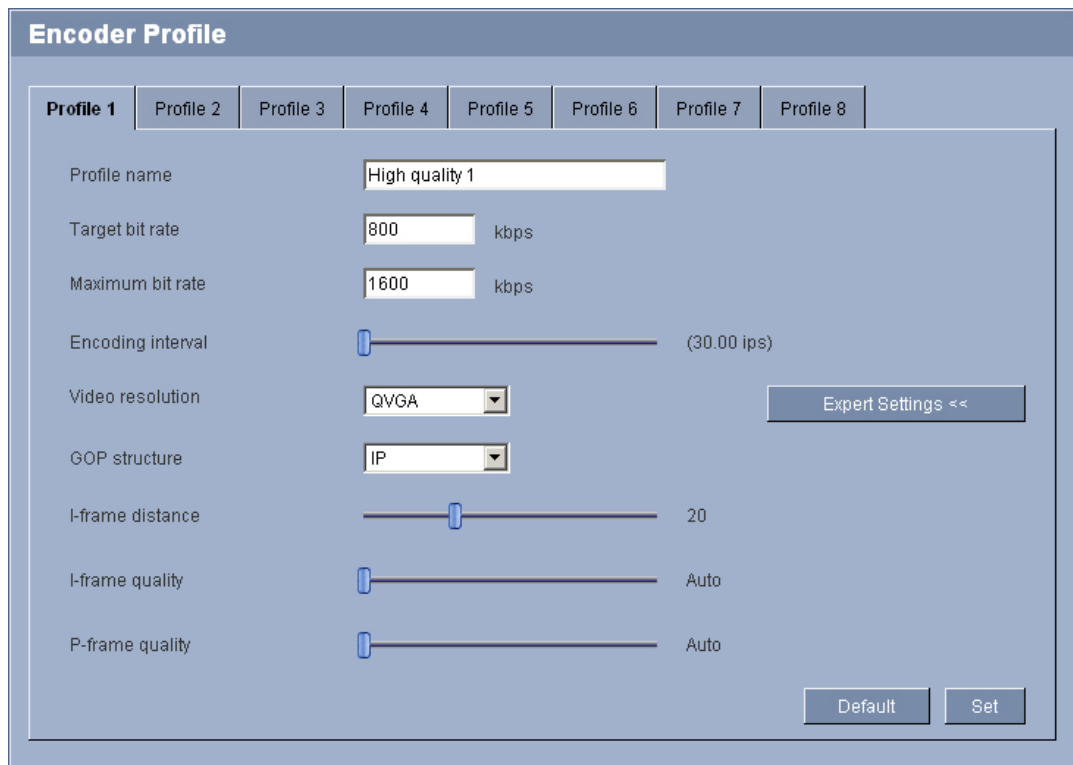 Encoder Profile
Profile 1 Profile 2 Profile 3 Profile 4 Profile 5 Profile 6 Profile 7 Profile 8
Profile name High quality 1
Target bit rate 800 kbps
Maximum bit rate 1600 kbps
Encoding interval (30.00 ips)
Video resolution QVGA Expert Settings <<
GOP structure IP
I-frame distance 20
I-frame quality Auto
P-frame quality Auto
Default Set